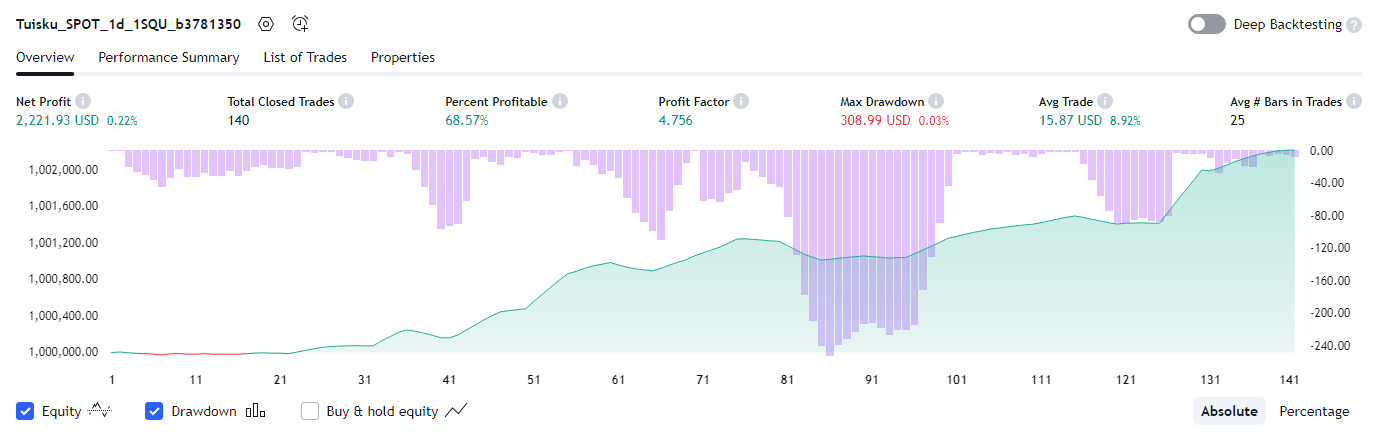 Tuisku_SPOT_1d_1SQU_b3781350 Deep Backtesting ?
Overview Performance Summary List of Trades Properties
Net Profit i Total Closed Trades i Percent Profitable i Profit Factor i Max Drawdown i Avg Trade i Avg # Bars in Trades i
2,221.93 USD 0.22% 140 68.57% 4.756 308.99 USD 0.03% 15.87 USD 8.92% 25
0.00
1,002,000.00
-40.00
1,001,600.00
-80.00
1,001,200.00
-120.00
1,000,800.00
-160.00
1,000,400.00
-200.00
1,000,000.00
-240.00
1 11 21 31 41 51 61 71 81 91 101 111 121 131 141
Equity Drawdown Buy & hold equity Absolute Percentage